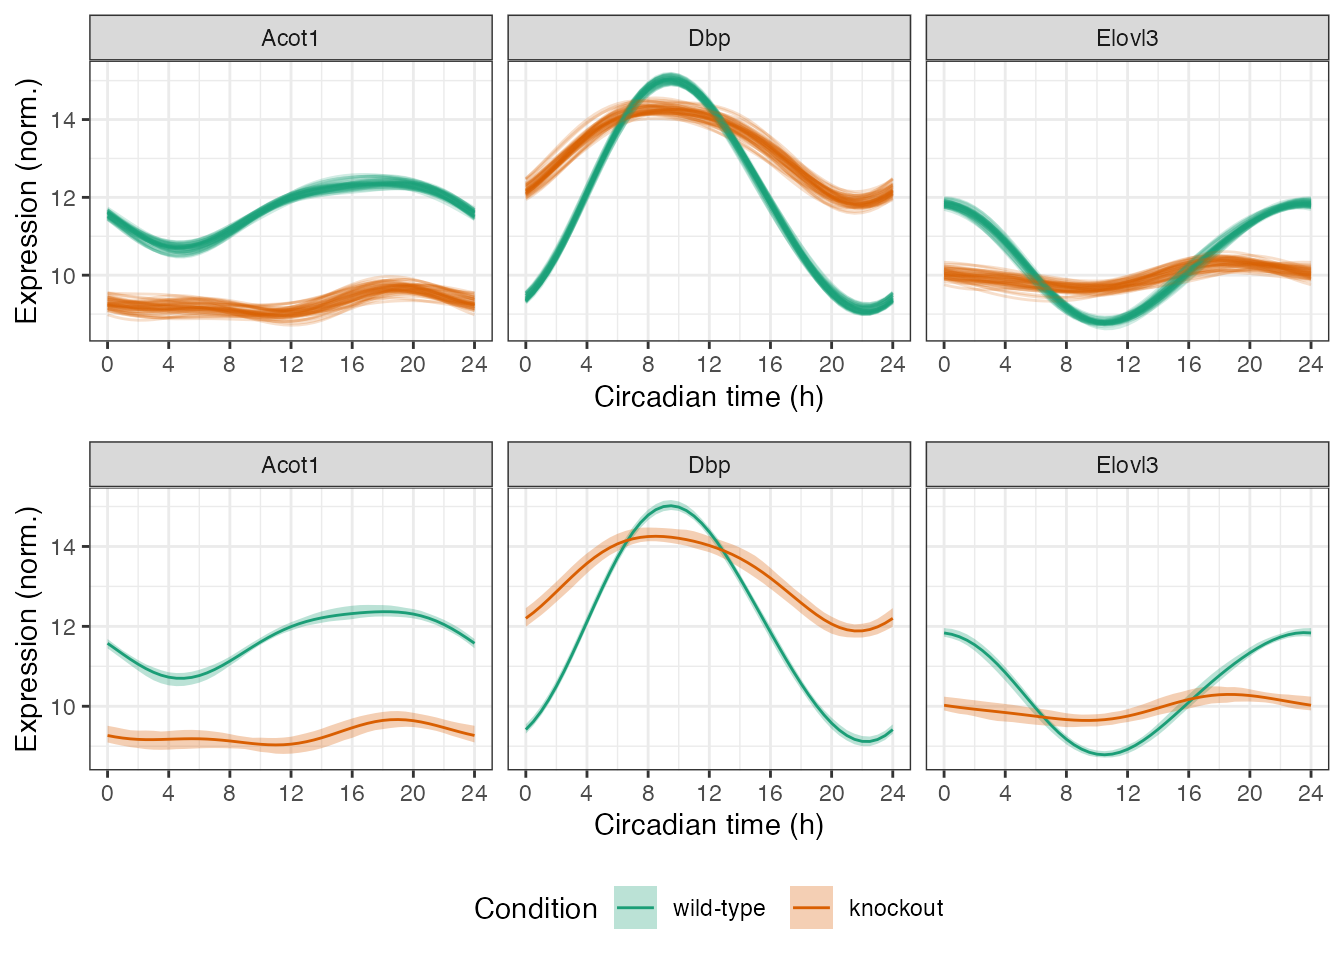 Acot1 Dbp Elovl3
Expression (norm.)
14
12
10
0 4 8 12 16 20 24 0 4 8 12 16 20 24 0 4 8 12 16 20 24
Circadian time (h)
Acot1 Dbp Elovl3
Expression (norm.)
14
12
10
0 4 8 12 16 20 24 0 4 8 12 16 20 24 0 4 8 12 16 20 24
Circadian time (h)
Condition wild-type knockout